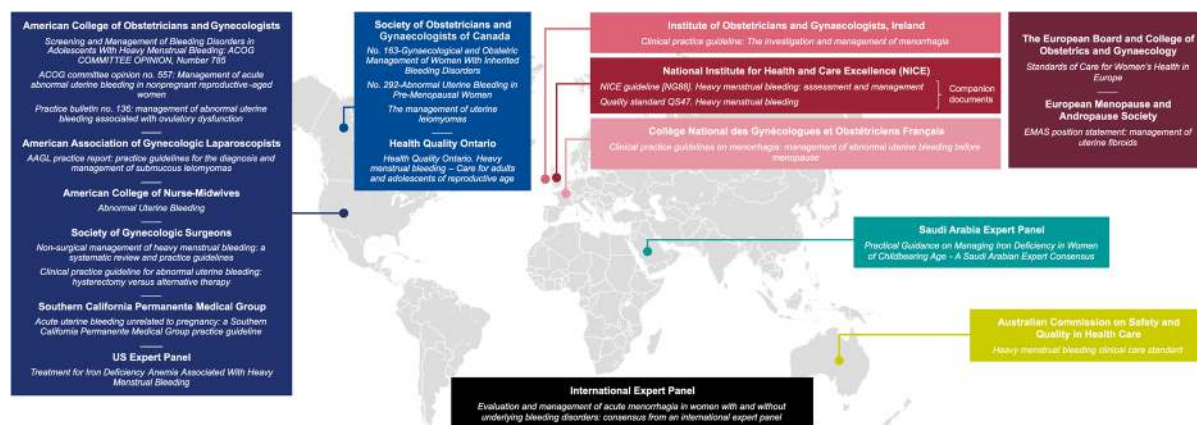 American College of Obstetricians and Gynecologists
Screening and Management of Bleeding Disorders in
Adolescents With Heavy Menstrual Bleeding: ACOG
COMMITTEE OPINION, Number 785
ACOG committee opinion no. 557: Management of acute
abnormal uterine bleeding in nonpregnant reproductive-aged
women
Practice bulletin no. 136: management of abnormal uterine
bleeding associated with ovulatory dysfunction
American Association of Gynecologic Laparoscopists
AAGL practice report: practice guidelines for the diagnosis and
management of submucous leiomyomas
American College of Nurse-Midwives
Abnormal Uterine Bleeding
Society of Gynecologic Surgeons
Non-surgical management of heavy menstrual bleeding: a
systematic review and practice guidelines
Clinical practice guideline for abnormal uterine bleeding:
hysterectomy versus alternative therapy
Southern California Permanente Medical Group
Acute uterine bleeding unrelated to pregnancy: a Southern
California Permanente Medical Group practice guideline
US Expert Panel
Treatment for Iron Deficiency Anemia Associated With Heavy
Menstrual Bleeding
Society of Obstetricians and
Gynaecologists of Canada
No. 163-Gynaecological and Obstetric
Management of Women With Inherited
Bleeding Disorders
No. 292-Abnormal Uterine Bleeding in
Pre-Menopausal Women
The management of uterine
leiomyomas
Health Quality Ontario
Health Quality Ontario. Heavy
menstrual bleeding – Care for adults
and adolescents of reproductive age
Institute of Obstetricians and Gynaecologists, Ireland
Clinical practice guideline: The investigation and management of menorrhagia
National Institute for Health and Care Excellence (NICE)
NICE guideline [NG88]. Heavy menstrual bleeding: assessment and management
Quality standard QS47. Heavy menstrual bleeding
Companion
documents
Collège National des Gynécologues et Obstétriciens Français
Clinical practice guidelines on menorrhagia: management of abnormal uterine bleeding before
menopause
The European Board and College of
Obstetrics and Gynaecology
Standards of Care for Women's Health in
Europe
European Menopause and
Andropause Society
EMAS position statement: management of
uterine fibroids
Saudi Arabia Expert Panel
Practical Guidance on Managing Iron Deficiency in Women
of Childbearing Age - A Saudi Arabian Expert Consensus
Australian Commission on Safety and
Quality in Health Care
Heavy menstrual bleeding clinical care standard
International Expert Panel
Evaluation and management of acute menorrhagia in women with and without
underlying bleeding disorders: consensus from an international expert panel